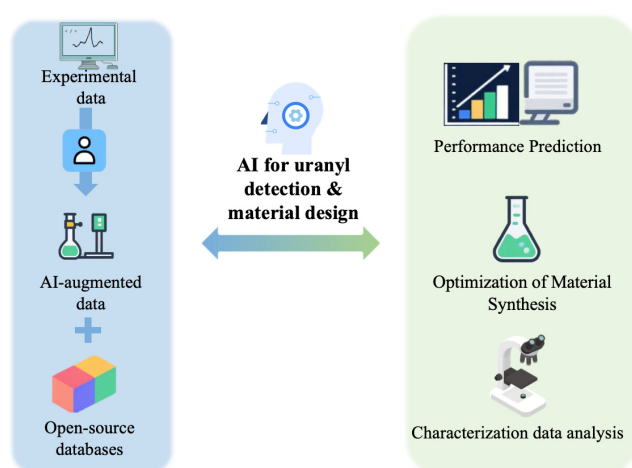 Experimental
data
AI-augmented
data
Open-source
databases
AI for uranyl
detection &
material design
Performance Prediction
Optimization of Material
Synthesis
Characterization data analysis